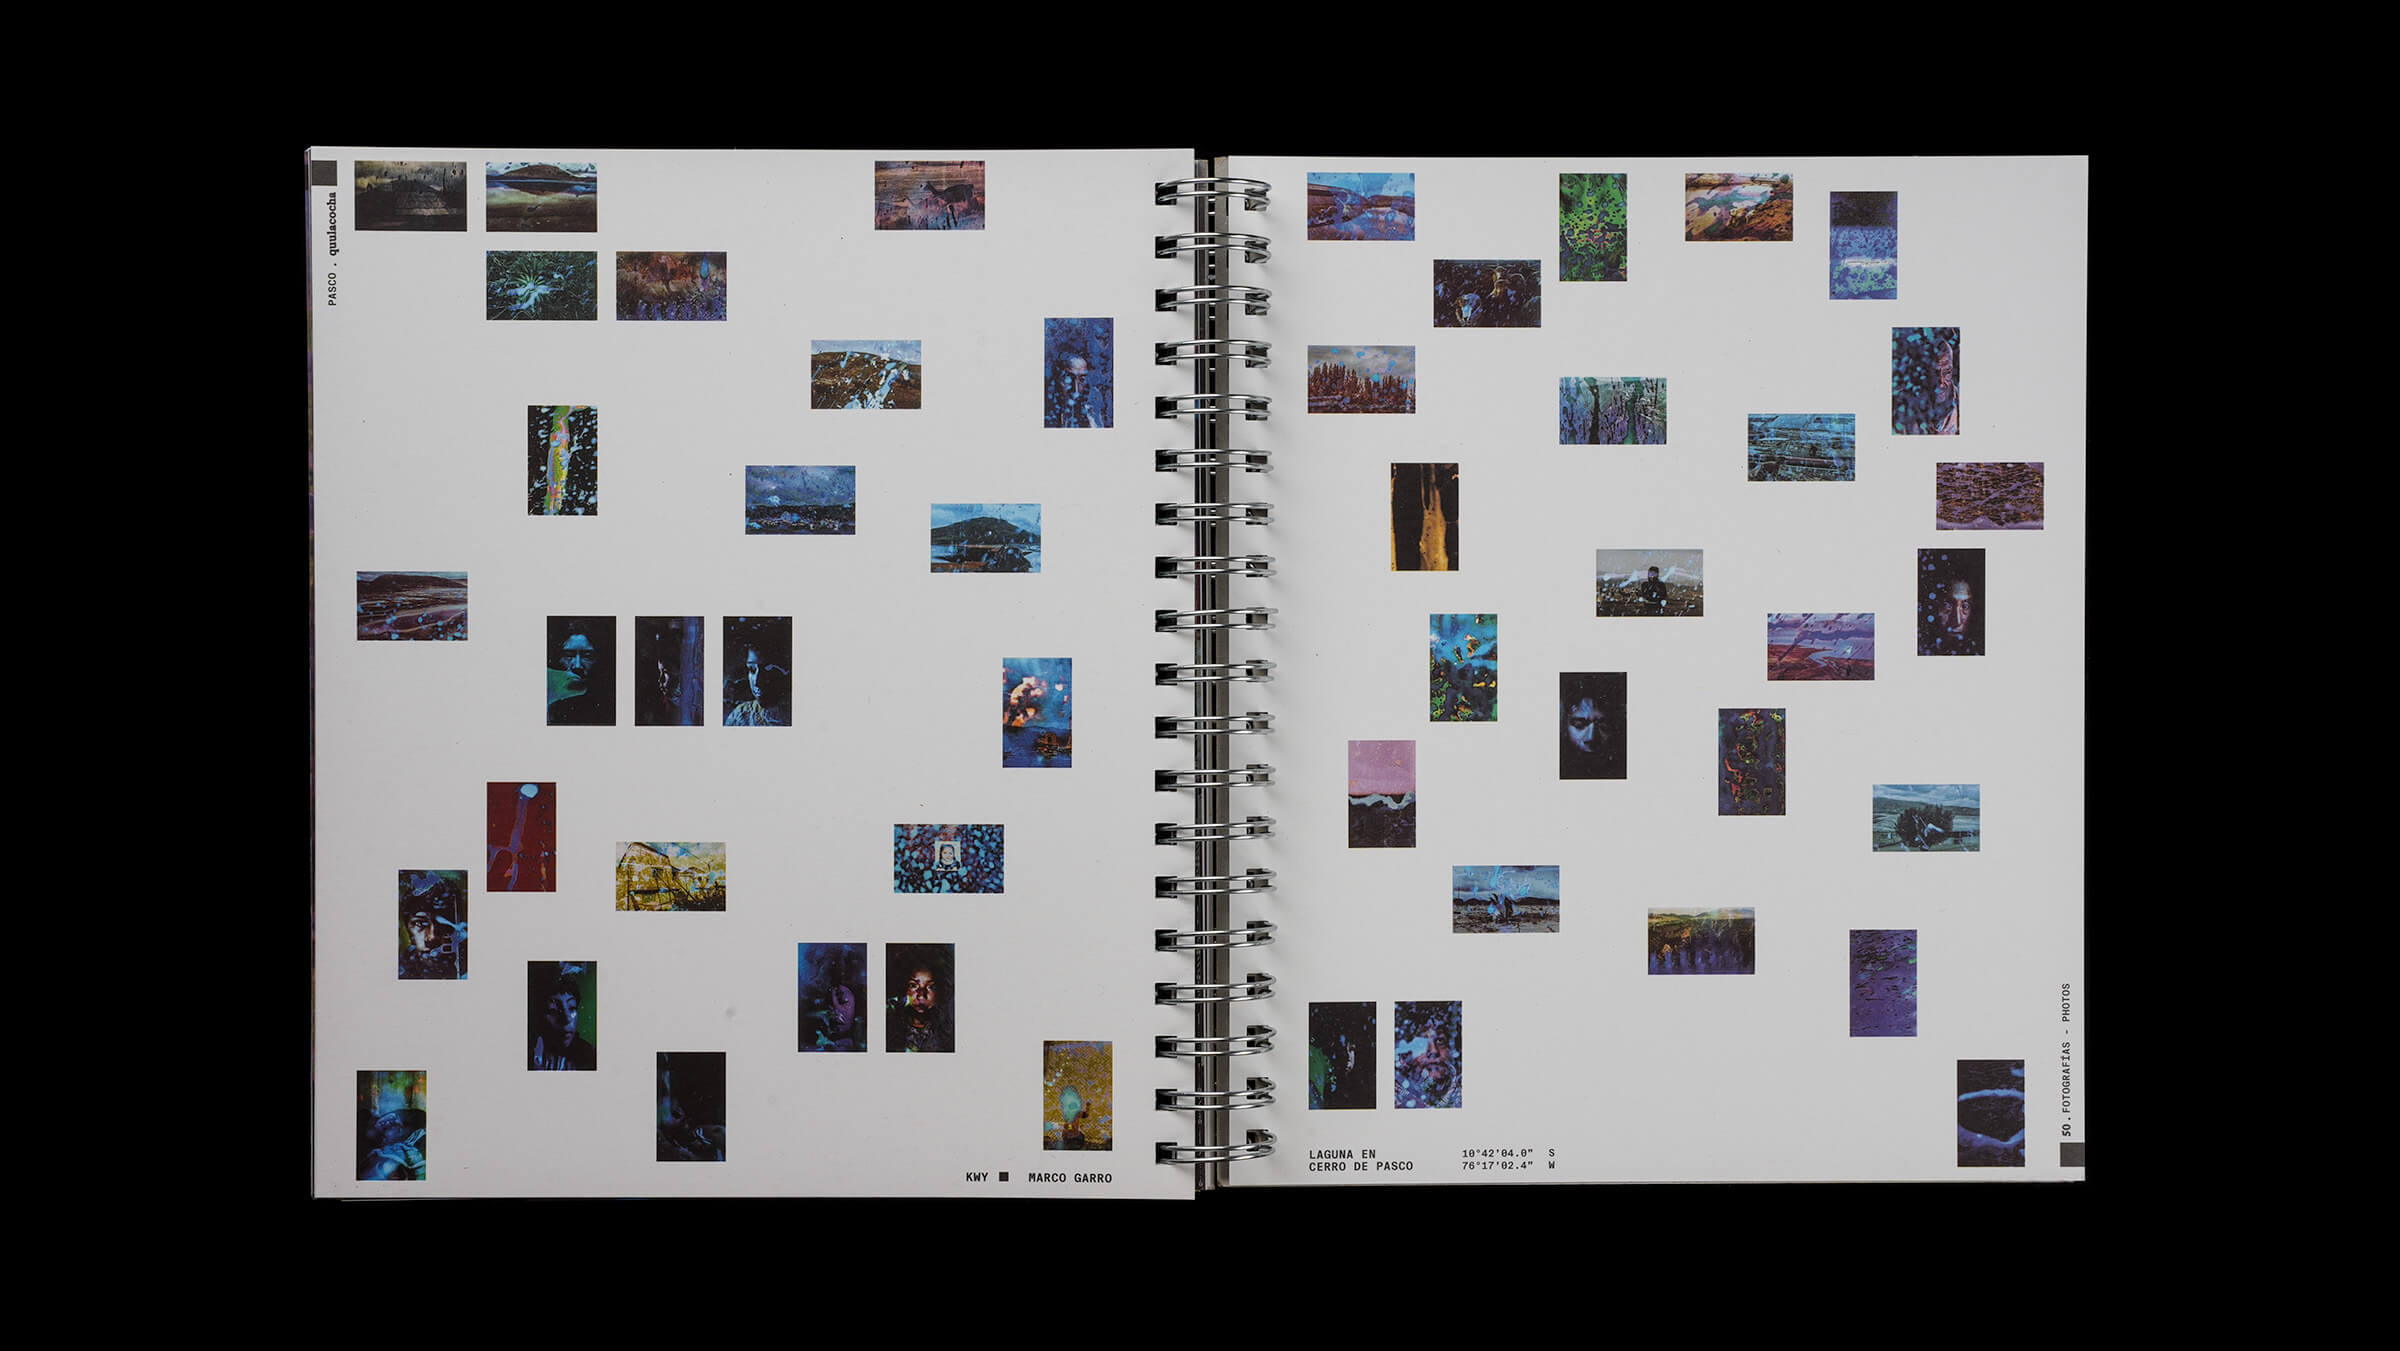 PASCO . quulacocha
KWY ■ MARCO GARRO
LAGUNA EN 10°42'04.0" S
CERRO DE PASCO 76°17'02.4" W
50. FOTOGRAFÍAS - PHOTOS